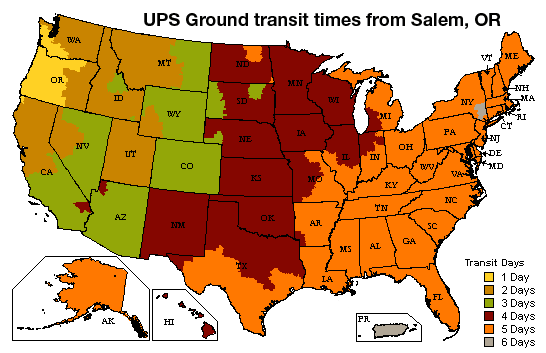 UPS Ground transit times from Salem, OR
WA
OR
MT
ID
WY
NV
UT
CA
CO
AZ
NM
ND
SD
NE
KS
OK
TX
MN
IA
MO
AR
LA
WI
IL
IN
MI
OH
KY
TN
MS
AL
GA
FL
SC
NC
VA
WV
PA
NY
VT
ME
NH
MA
RI
CT
NJ
DE
MD
AK
HI
PR
Transit Days
1 Day
2 Days
3 Days
4 Days
5 Days
6 Days